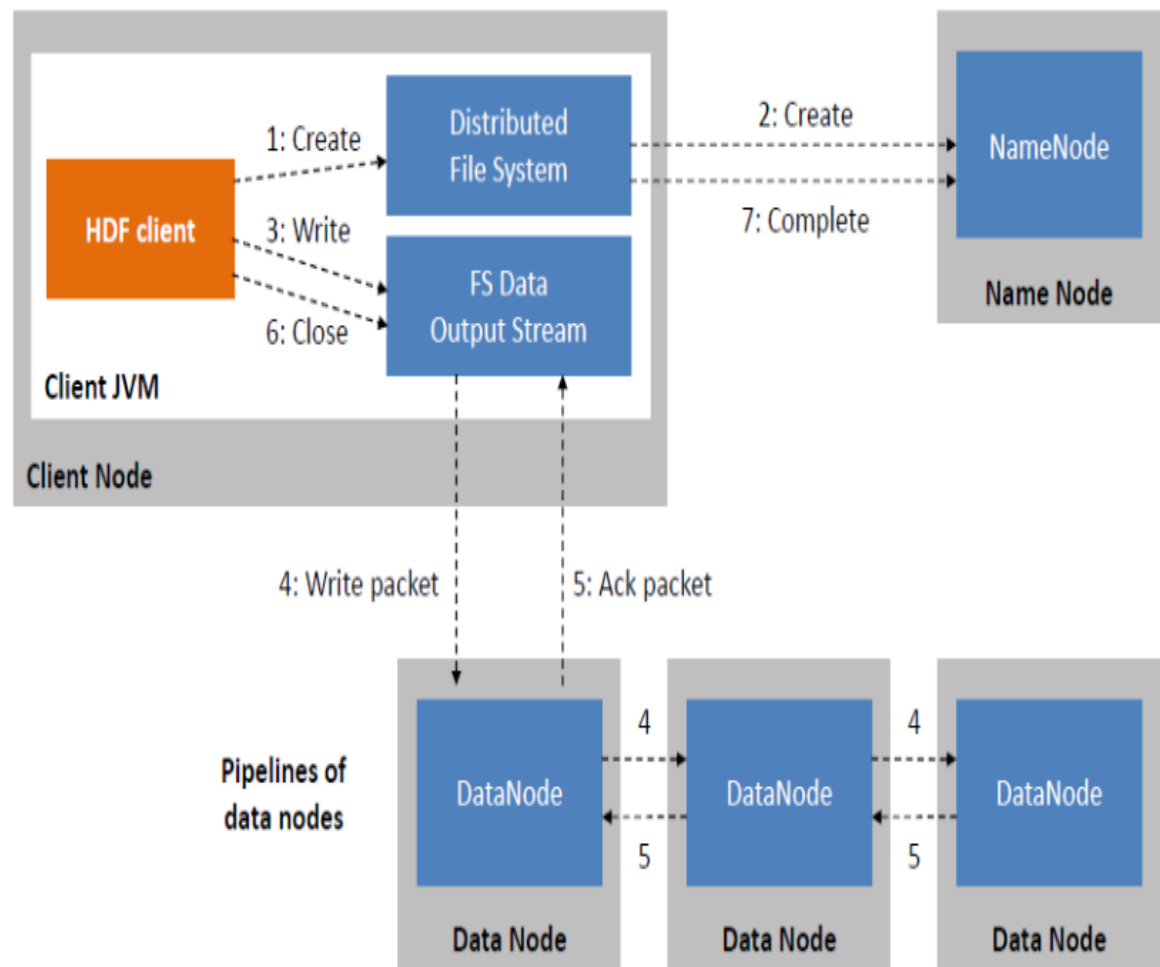 1: Create
Distributed
File System
2: Create
NameNode
HDF client
3: Write
7: Complete
FS Data
Output Stream
6: Close
Name Node
Client JVM
Client Node
4: Write packet
5: Ack packet
Pipelines of
data nodes
DataNode
4
5
DataNode
4
5
DataNode
Data Node
Data Node
Data Node